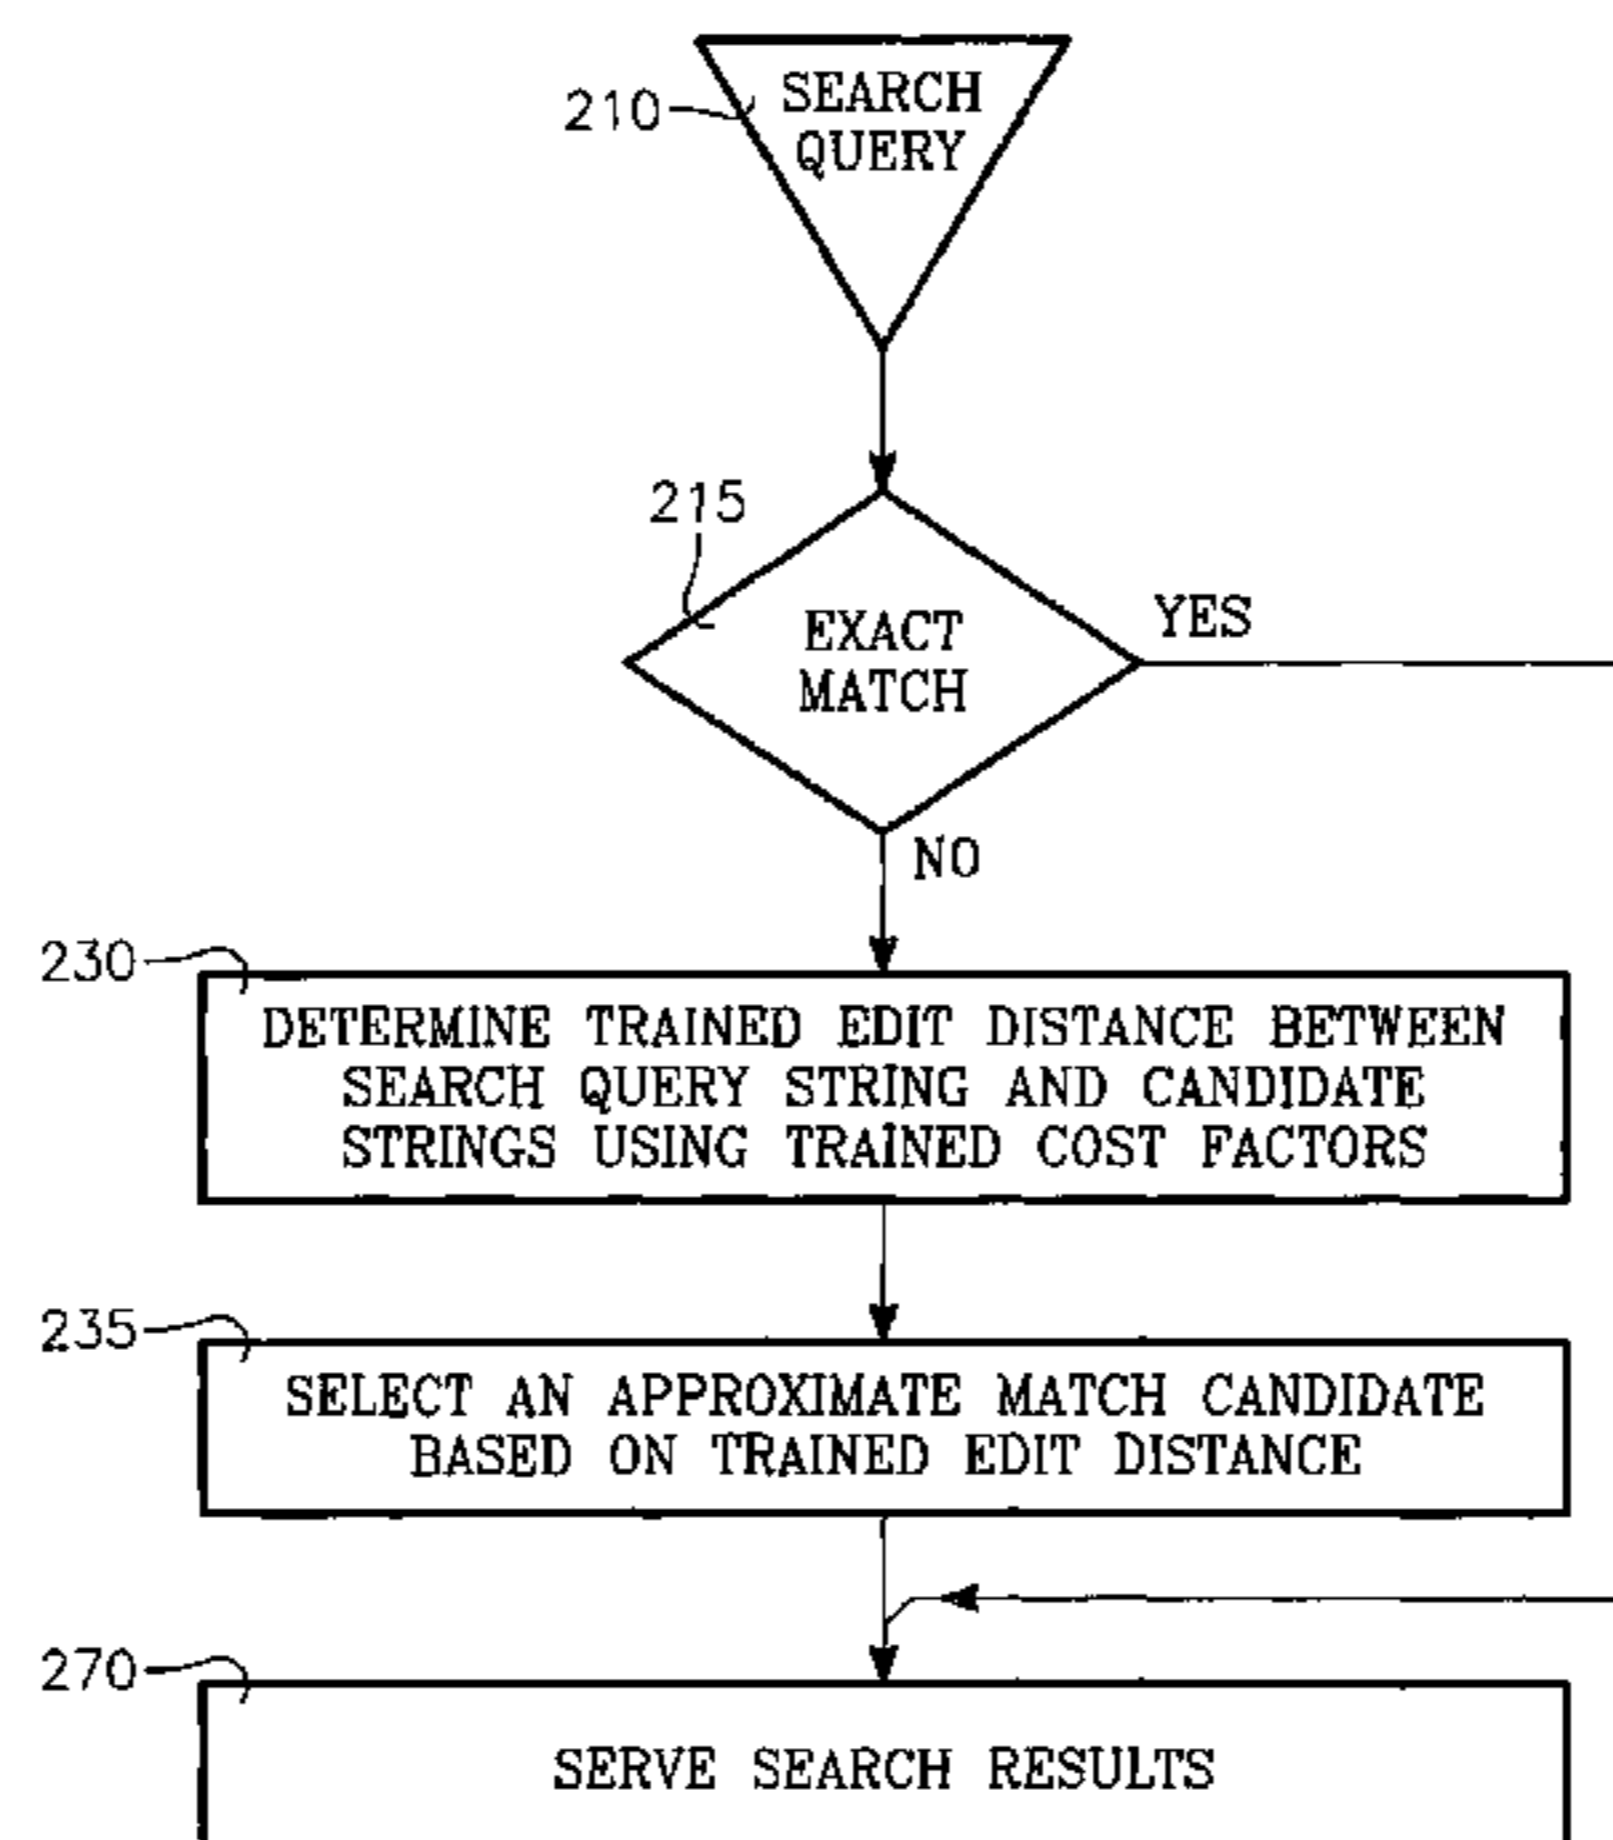 210
SEARCH
QUERY
215
EXACT
MATCH
YES
NO
230
DETERMINE TRAINED EDIT DISTANCE BETWEEN
SEARCH QUERY STRING AND CANDIDATE
STRINGS USING TRAINED COST FACTORS
235
SELECT AN APPROXIMATE MATCH CANDIDATE
BASED ON TRAINED EDIT DISTANCE
270
SERVE SEARCH RESULTS